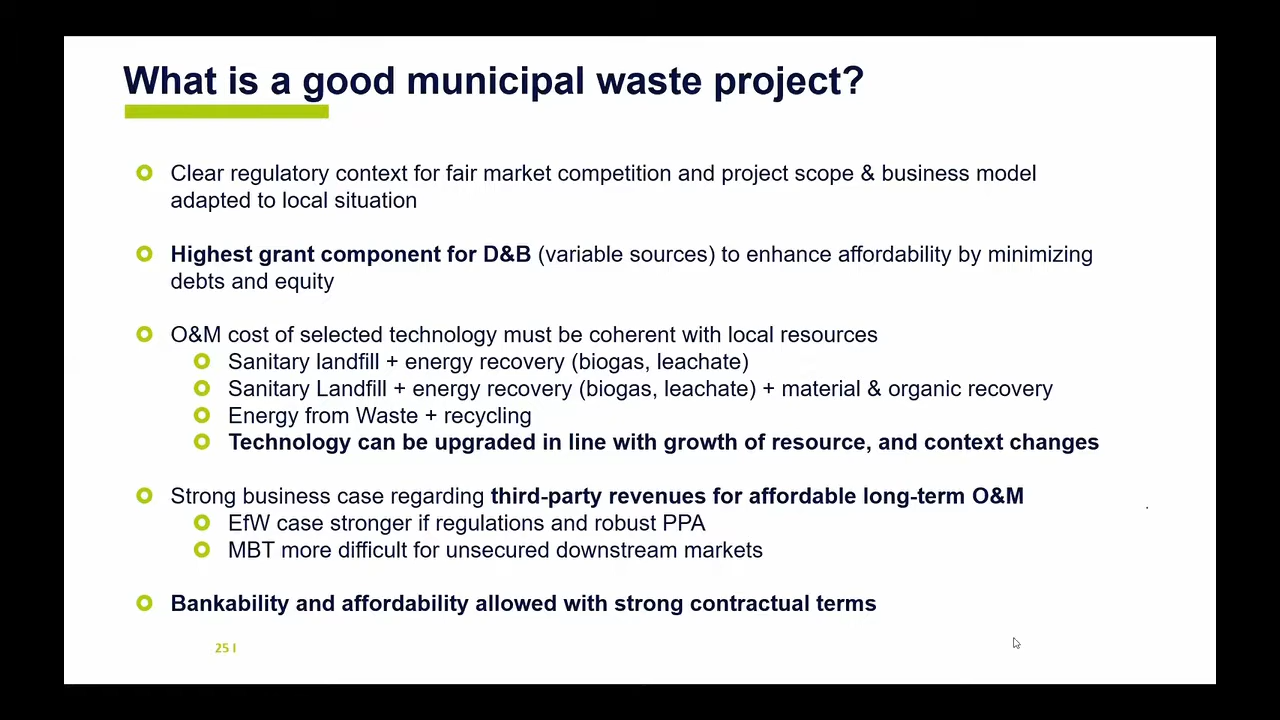 What is a good municipal waste project?
Clear regulatory context for fair market competition and project scope & business model
adapted to local situation
Highest grant component for D&B (variable sources) to enhance affordability by minimizing
debts and equity
O&M cost of selected technology must be coherent with local resources
Sanitary landfill + energy recovery (biogas, leachate)
Sanitary Landfill + energy recovery (biogas, leachate) + material & organic recovery
Energy from Waste + recycling
Technology can be upgraded in line with growth of resource, and context changes
Strong business case regarding third-party revenues for affordable long-term O&M
EfW case stronger if regulations and robust PPA
MBT more difficult for unsecured downstream markets
Bankability and affordability allowed with strong contractual terms
25 I